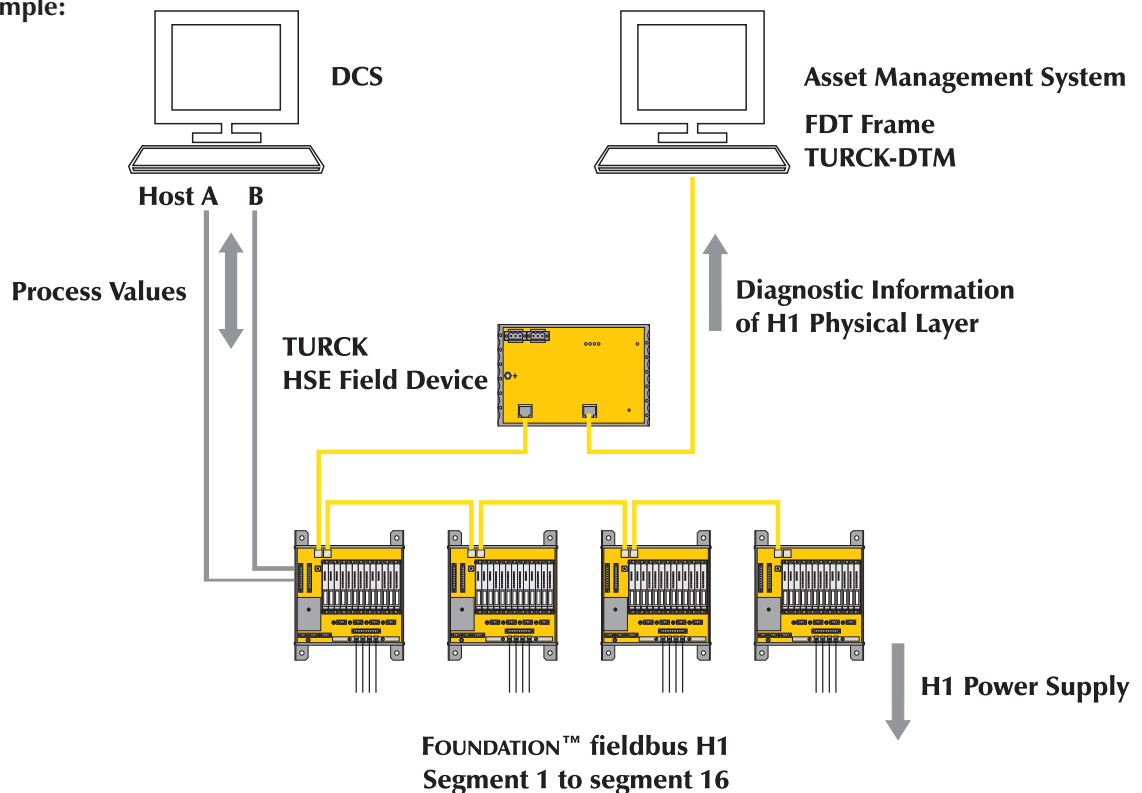 DCS
Asset Management System
FDT Frame
TURCK-DTM
Host A B
Process Values
Diagnostic Information
of H1 Physical Layer
TURCK
HSE Field Device
H1 Power Supply
FOUNDATION™ fieldbus H1
Segment 1 to segment 16